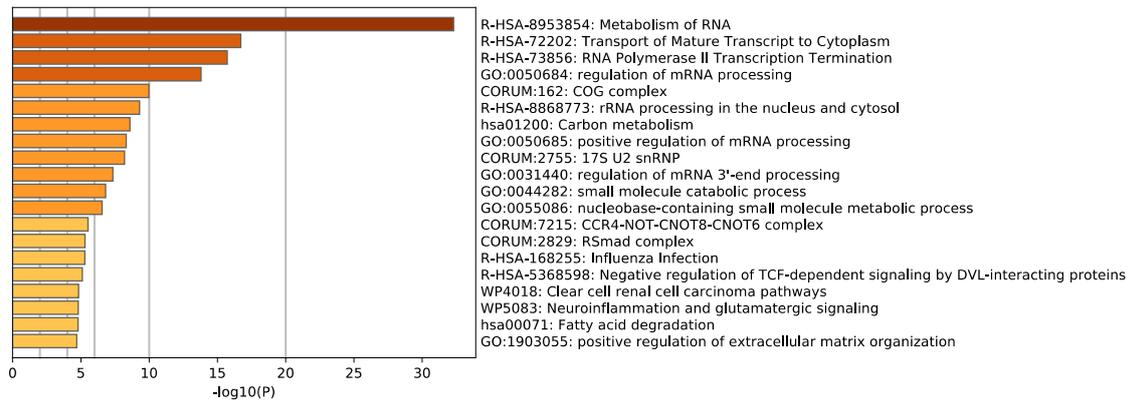 R-HSA-8953854: Metabolism of RNA
R-HSA-72202: Transport of Mature Transcript to Cytoplasm
R-HSA-73856: RNA Polymerase II Transcription Termination
GO:0050684: regulation of mRNA processing
CORUM:162: COG complex
R-HSA-8868773: rRNA processing in the nucleus and cytosol
hsa01200: Carbon metabolism
GO:0050685: positive regulation of mRNA processing
CORUM:2755: 17S U2 snRNP
GO:0031440: regulation of mRNA 3'-end processing
GO:0044282: small molecule catabolic process
GO:0055086: nucleobase-containing small molecule metabolic process
CORUM:7215: CCR4-NOT-CNOT8-CNOT6 complex
CORUM:2829: RSmad complex
R-HSA-168255: Influenza Infection
R-HSA-5368598: Negative regulation of TCF-dependent signaling by DVL-interacting proteins
WP4018: Clear cell renal cell carcinoma pathways
WP5083: Neuroinflammation and glutamatergic signaling
hsa00071: Fatty acid degradation
GO:1903055: positive regulation of extracellular matrix organization
0 5 10 15 20 25 30
-log10(P)